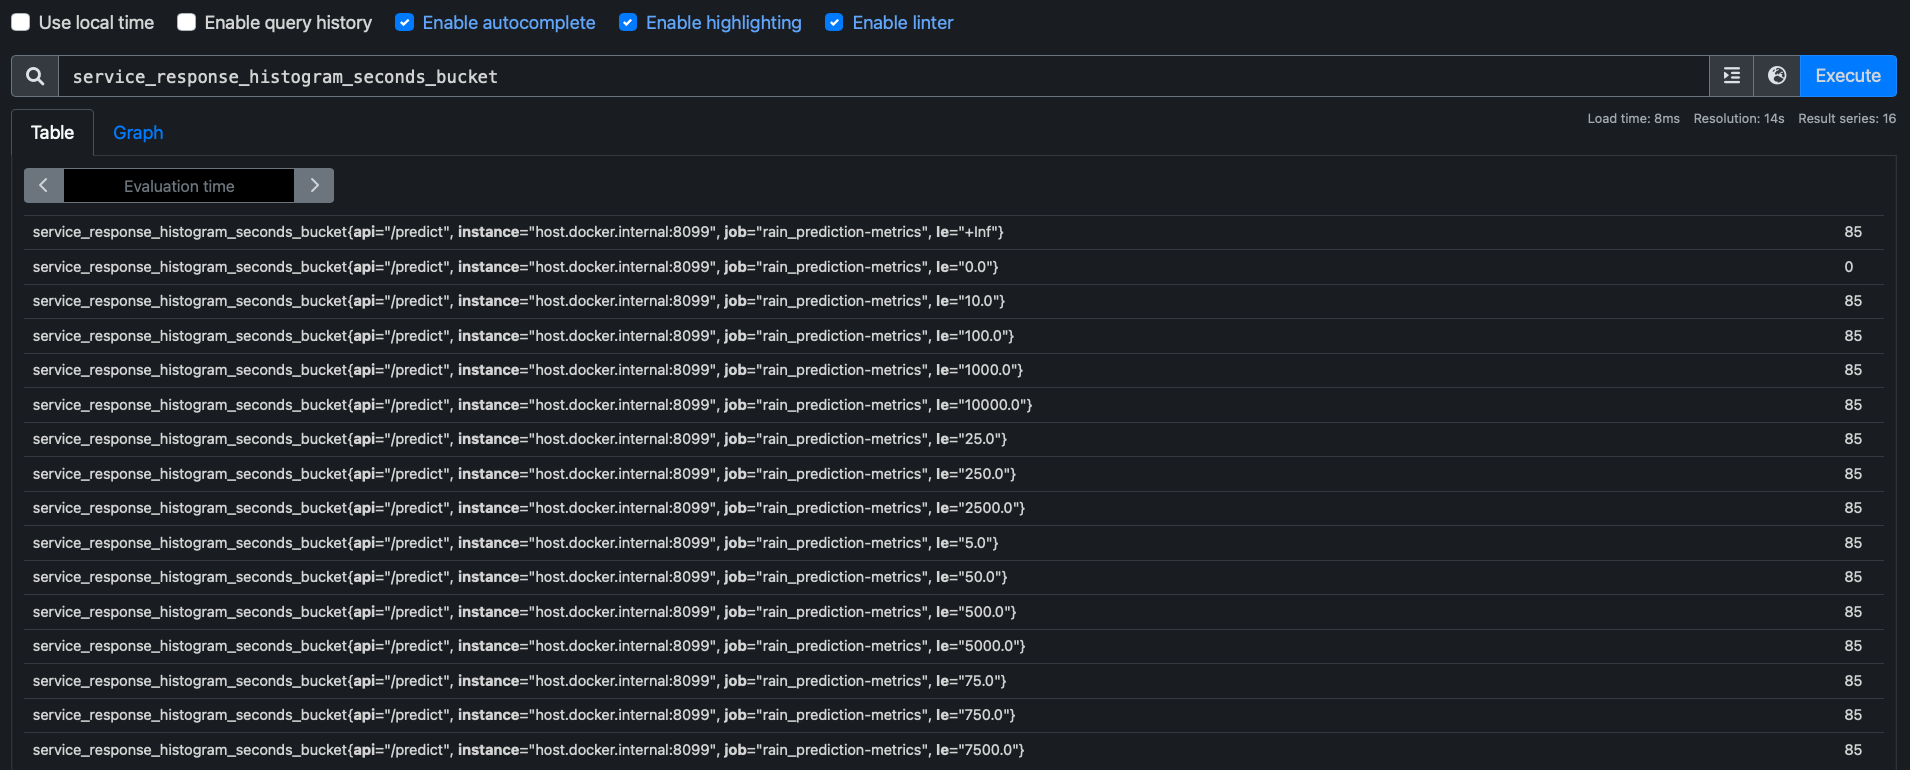 Use local time Enable query history Enable autocomplete Enable highlighting Enable linter
service_response_histogram_seconds_bucket Execute
Table Graph Load time: 8ms Resolution: 14s Result series: 16
Evaluation time
service_response_histogram_seconds_bucket{api="/predict", instance="host.docker.internal:8099", job="rain_prediction-metrics", le="+Inf"} 85
service_response_histogram_seconds_bucket{api="/predict", instance="host.docker.internal:8099", job="rain_prediction-metrics", le="0.0"} 0
service_response_histogram_seconds_bucket{api="/predict", instance="host.docker.internal:8099", job="rain_prediction-metrics", le="10.0"} 85
service_response_histogram_seconds_bucket{api="/predict", instance="host.docker.internal:8099", job="rain_prediction-metrics", le="100.0"} 85
service_response_histogram_seconds_bucket{api="/predict", instance="host.docker.internal:8099", job="rain_prediction-metrics", le="1000.0"} 85
service_response_histogram_seconds_bucket{api="/predict", instance="host.docker.internal:8099", job="rain_prediction-metrics", le="10000.0"} 85
service_response_histogram_seconds_bucket{api="/predict", instance="host.docker.internal:8099", job="rain_prediction-metrics", le="25.0"} 85
service_response_histogram_seconds_bucket{api="/predict", instance="host.docker.internal:8099", job="rain_prediction-metrics", le="250.0"} 85
service_response_histogram_seconds_bucket{api="/predict", instance="host.docker.internal:8099", job="rain_prediction-metrics", le="2500.0"} 85
service_response_histogram_seconds_bucket{api="/predict", instance="host.docker.internal:8099", job="rain_prediction-metrics", le="5.0"} 85
service_response_histogram_seconds_bucket{api="/predict", instance="host.docker.internal:8099", job="rain_prediction-metrics", le="50.0"} 85
service_response_histogram_seconds_bucket{api="/predict", instance="host.docker.internal:8099", job="rain_prediction-metrics", le="500.0"} 85
service_response_histogram_seconds_bucket{api="/predict", instance="host.docker.internal:8099", job="rain_prediction-metrics", le="5000.0"} 85
service_response_histogram_seconds_bucket{api="/predict", instance="host.docker.internal:8099", job="rain_prediction-metrics", le="75.0"} 85
service_response_histogram_seconds_bucket{api="/predict", instance="host.docker.internal:8099", job="rain_prediction-metrics", le="750.0"} 85
service_response_histogram_seconds_bucket{api="/predict", instance="host.docker.internal:8099", job="rain_prediction-metrics", le="7500.0"} 85